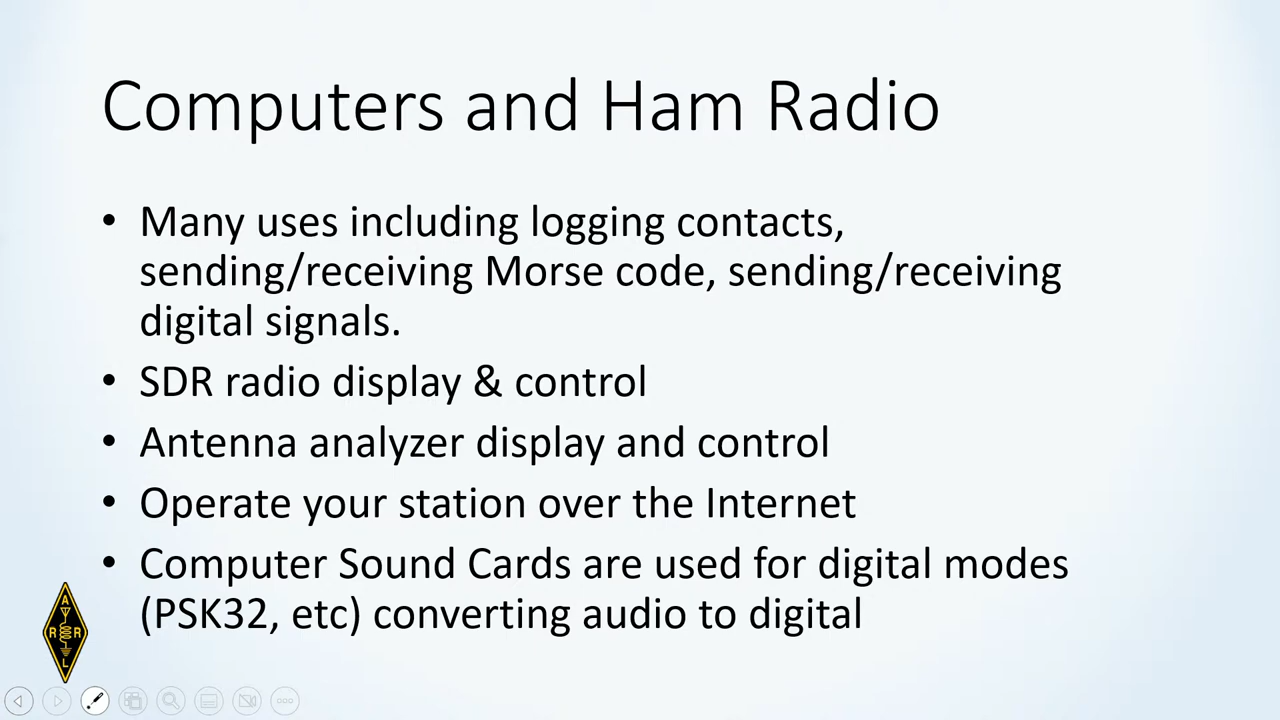 Computers and Ham Radio
• Many uses including logging contacts,
sending/receiving Morse code, sending/receiving
digital signals.
• SDR radio display & control
• Antenna analyzer display and control
• Operate your station over the Internet
• Computer Sound Cards are used for digital modes
(PSK32, etc) converting audio to digital
A
R R
L